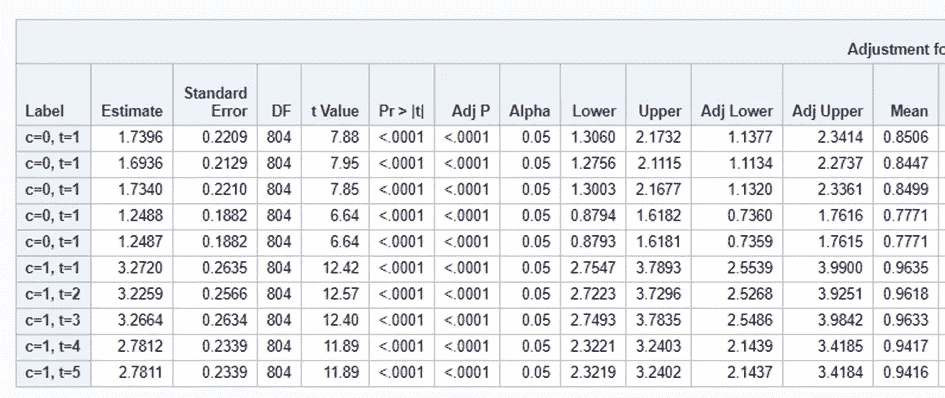 Adjustment fo
Label Estimate Standard Error DF t Value Pr > |t| Adj P Alpha Lower Upper Adj Lower Adj Upper Mean
c=0, t=1 1.7396 0.2209 804 7.88 <.0001 <.0001 0.05 1.3060 2.1732 1.1377 2.3414 0.8506
c=0, t=1 1.6936 0.2129 804 7.95 <.0001 <.0001 0.05 1.2756 2.1115 1.1134 2.2737 0.8447
c=0, t=1 1.7340 0.2210 804 7.85 <.0001 <.0001 0.05 1.3003 2.1677 1.1320 2.3361 0.8499
c=0, t=1 1.2488 0.1882 804 6.64 <.0001 <.0001 0.05 0.8794 1.6182 0.7360 1.7616 0.7771
c=0, t=1 1.2487 0.1882 804 6.64 <.0001 <.0001 0.05 0.8793 1.6181 0.7359 1.7615 0.7771
c=1, t=1 3.2720 0.2635 804 12.42 <.0001 <.0001 0.05 2.7547 3.7893 2.5539 3.9900 0.9635
c=1, t=2 3.2259 0.2566 804 12.57 <.0001 <.0001 0.05 2.7223 3.7296 2.5268 3.9251 0.9618
c=1, t=3 3.2664 0.2634 804 12.40 <.0001 <.0001 0.05 2.7493 3.7835 2.5486 3.9842 0.9633
c=1, t=4 2.7812 0.2339 804 11.89 <.0001 <.0001 0.05 2.3221 3.2403 2.1439 3.4185 0.9417
c=1, t=5 2.7811 0.2339 804 11.89 <.0001 <.0001 0.05 2.3219 3.2402 2.1437 3.4184 0.9416